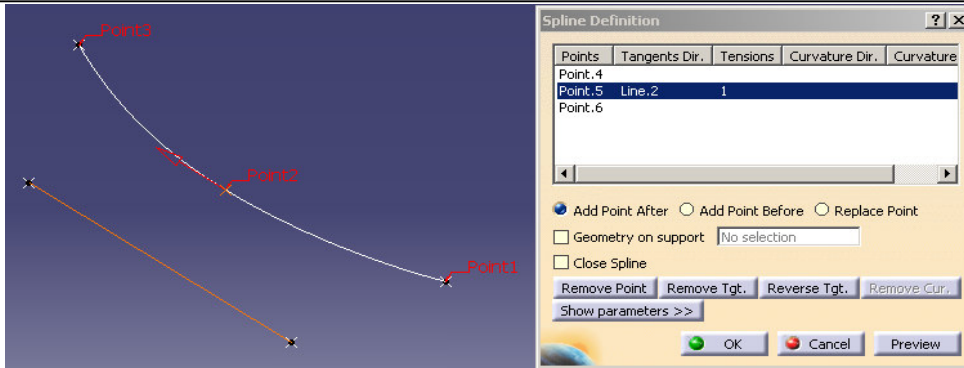 Point3
Point2
Point1
Spline Definition
Points Tangents Dir. Tensions Curvature Dir. Curvature
Point.4
Point.5 Line.2 1
Point.6
Add Point After Add Point Before Replace Point
Geometry on support No selection
Close Spline
Remove Point Remove Tgt. Reverse Tgt. Remove Cur.
Show parameters >>
OK Cancel Preview